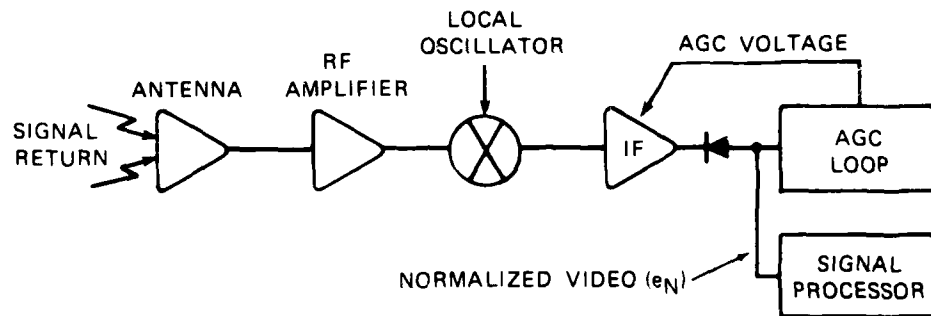 LOCAL
OSCILLATOR
AGC VOLTAGE
RF
AMPLIFIER
ANTENNA
SIGNAL
RETURN
IF
AGC
LOOP
NORMALIZED VIDEO (eN)
SIGNAL
PROCESSOR